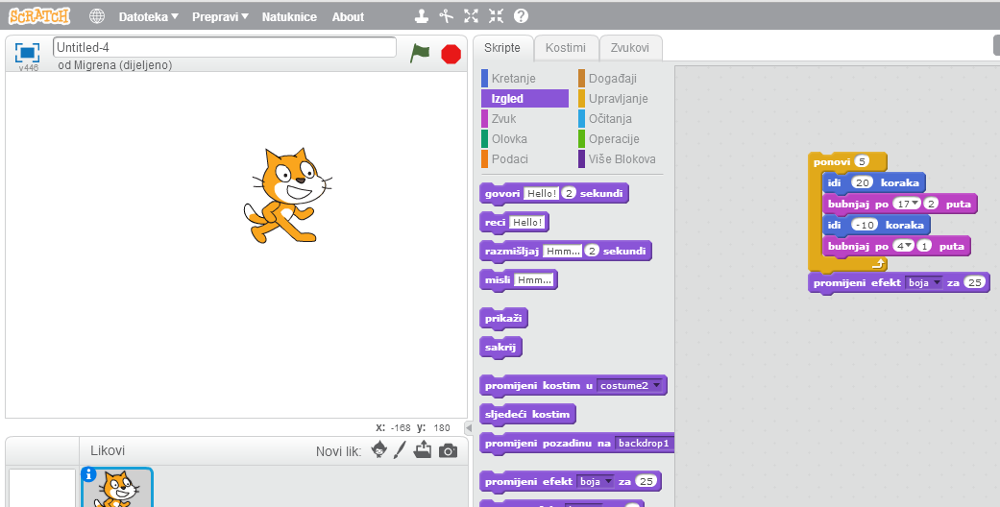 SCRATCH Datoteka Prepravi Natuknice About
v446 Untitled-4
od Migrena (dijeljeno)
x: -168 y: 180
Likovi Novi lik:
Skripte Kostimi Zvukovi
Kretanje Događaji
Izgled Upravljanje
Zvuk Očitanja
Olovka Operacije
Podaci Više Blokova
govori Hello! 2 sekundi
reci Hello!
razmišljaj Hmm... 2 sekundi
misli Hmm...
prikaži
sakrij
promijeni kostim u costume2
sljedeći kostim
promijeni pozadinu na backdrop1
promijeni efekt boja za 25
ponovi 5
idi 20 koraka
bubnjaj po 17 2 puta
idi -10 koraka
bubnjaj po 4 1 puta
promijeni efekt boja za 25